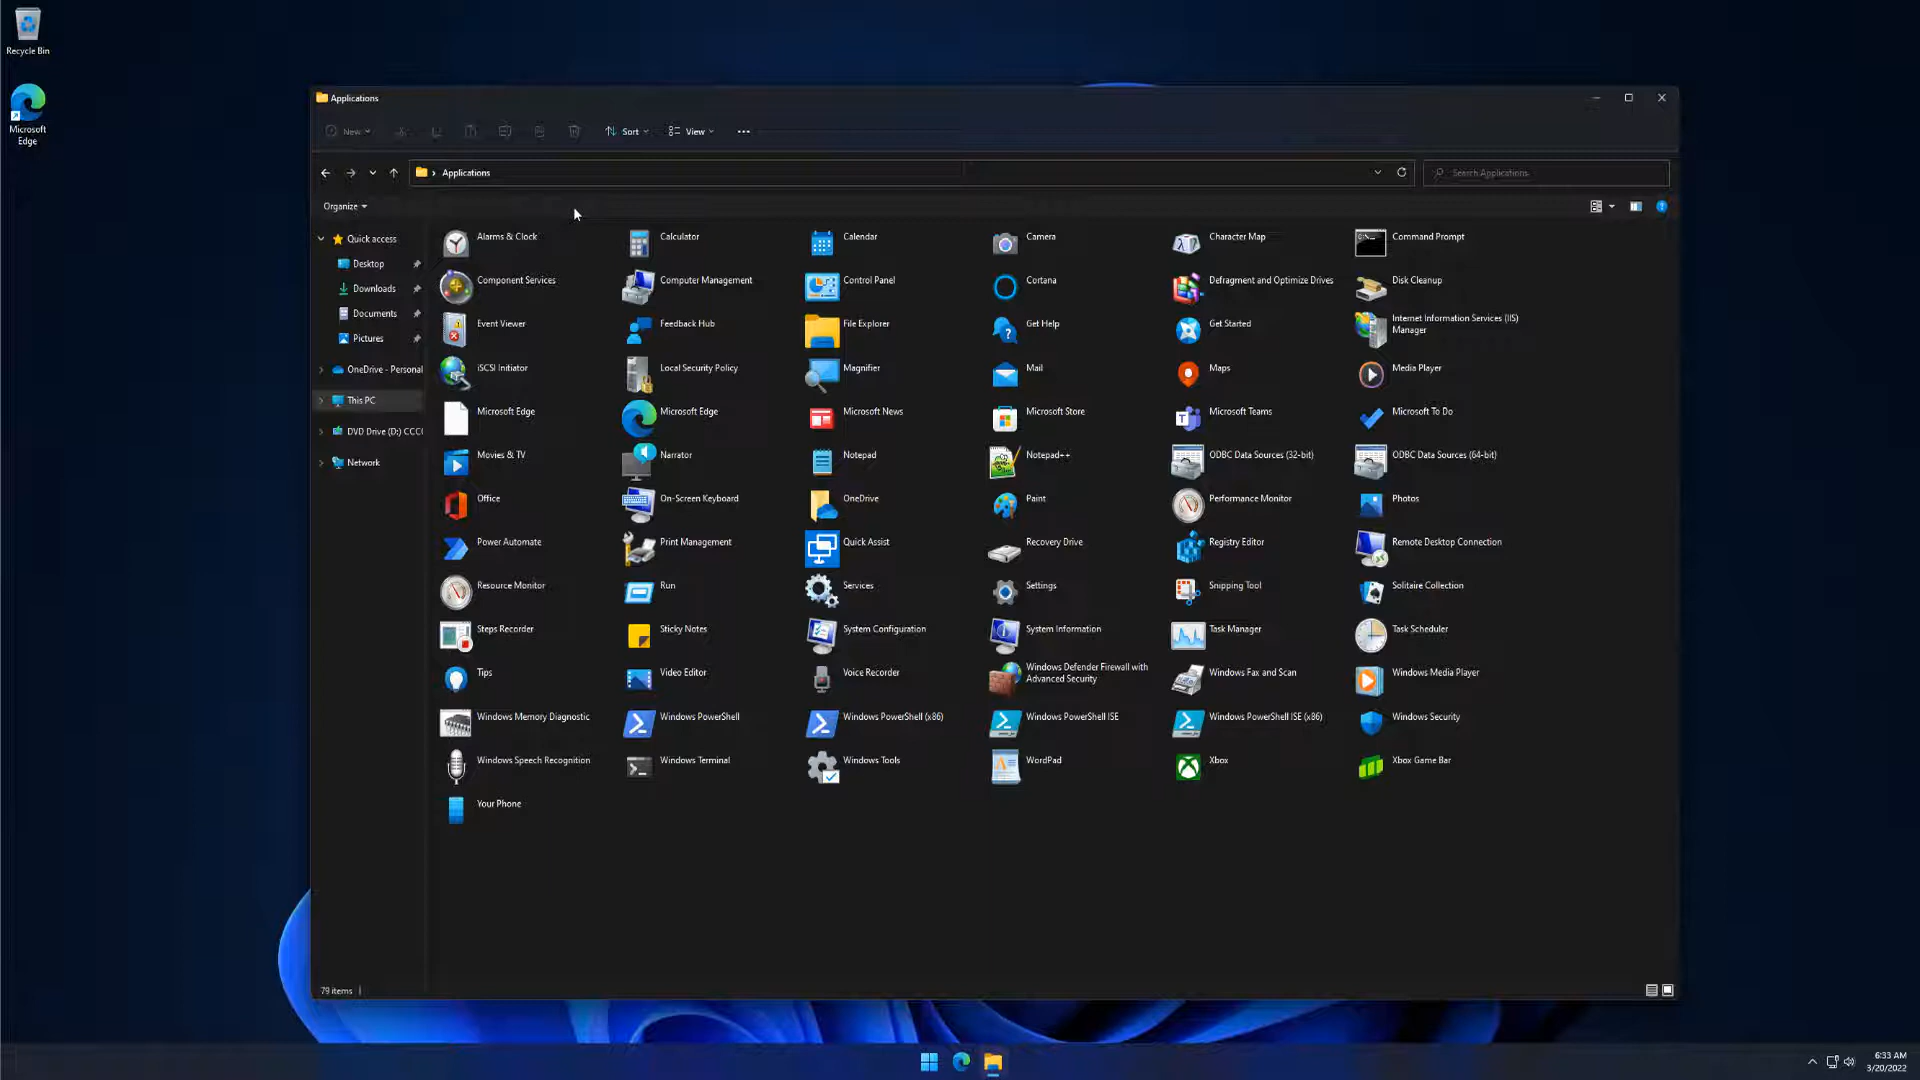 Recycle Bin
Microsoft
Edge
Applications
New
Sort
View
Applications
Search Applications
Organize
Quick access
Desktop
Downloads
Documents
Pictures
OneDrive - Personal
This PC
DVD Drive (D:) CCC
Network
Alarms & Clock
Calculator
Calendar
Camera
Character Map
Command Prompt
Component Services
Computer Management
Control Panel
Cortana
Defragment and Optimize Drives
Disk Cleanup
Event Viewer
Feedback Hub
File Explorer
Get Help
Get Started
Internet Information Services (IIS)
Manager
iSCSI Initiator
Local Security Policy
Magnifier
Mail
Maps
Media Player
Microsoft Edge
Microsoft Edge
Microsoft News
Microsoft Store
Microsoft Teams
Microsoft To Do
Movies & TV
Narrator
Notepad
Notepad++
ODBC Data Sources (32-bit)
ODBC Data Sources (64-bit)
Office
On-Screen Keyboard
OneDrive
Paint
Performance Monitor
Photos
Power Automate
Print Management
Quick Assist
Recovery Drive
Registry Editor
Remote Desktop Connection
Resource Monitor
Run
Services
Settings
Snipping Tool
Solitaire Collection
Steps Recorder
Sticky Notes
System Configuration
System Information
Task Manager
Task Scheduler
Tips
Video Editor
Voice Recorder
Windows Defender Firewall with
Advanced Security
Windows Fax and Scan
Windows Media Player
Windows Memory Diagnostic
Windows PowerShell
Windows PowerShell (x86)
Windows PowerShell ISE
Windows PowerShell ISE (x86)
Windows Security
Windows Speech Recognition
Windows Terminal
Windows Tools
WordPad
Xbox
Xbox Game Bar
Your Phone
79 items
6:33 AM
3/20/2022